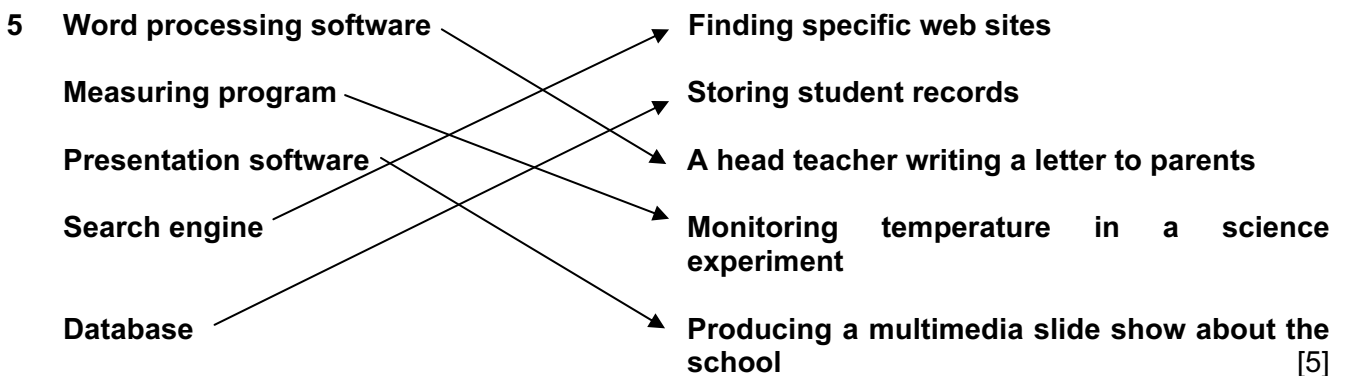 5 Word processing software Finding specific web sites
Measuring program Storing student records
Presentation software A head teacher writing a letter to parents
Search engine Monitoring temperature in a science
experiment
Database Producing a multimedia slide show about the
school [5]